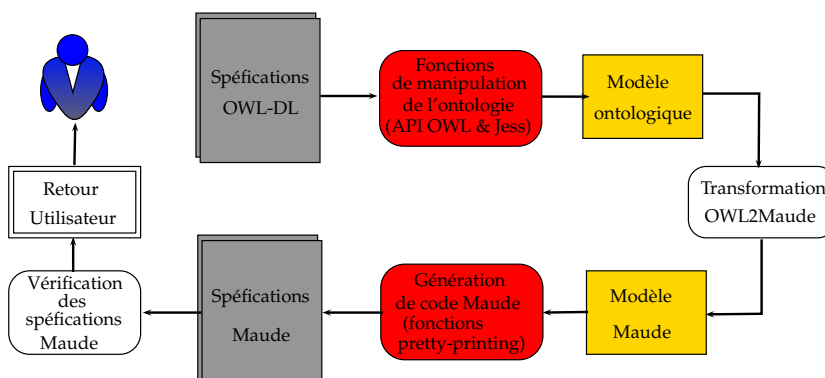 Spéfications
OWL-DL
Fonctions
de manipulation
de l'ontologie
(API OWL & Jess)
Modèle
ontologique
Transformation
OWL2Maude
Modèle
Maude
Génération
de code Maude
(fonctions
pretty-printing)
Spéfications
Maude
Vérification
des
spéfications
Maude
Retour
Utilisateur